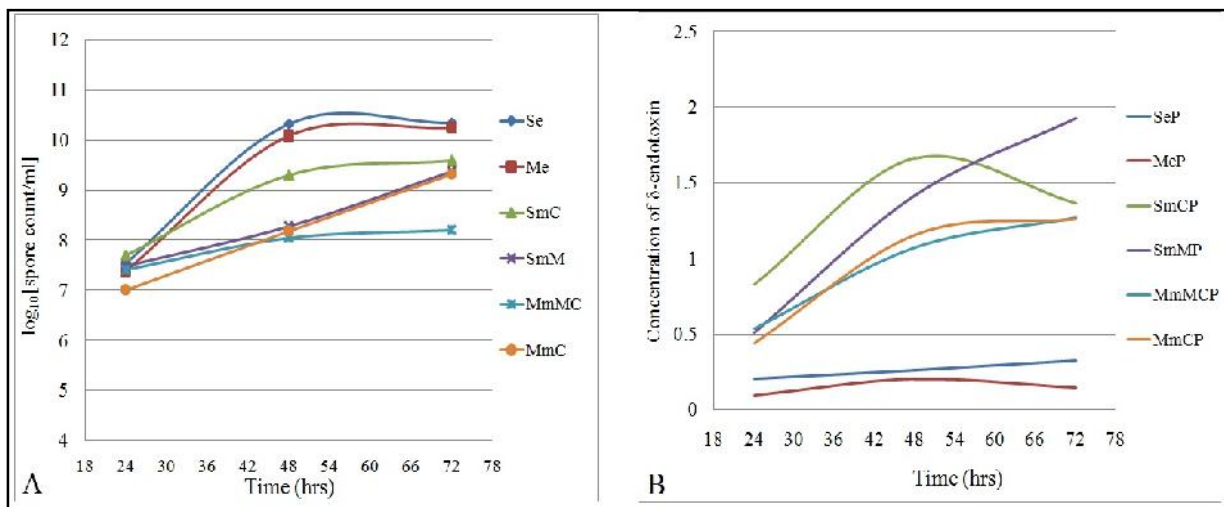 12
11
10
9
8
7
6
5
4
log₁₀[spore count/ml]
18 24 30 36 42 48 54 60 66 72 78
Time (hrs)
A
Se
Me
SmC
SmM
MmMC
MmC
2.5
2
1.5
1
0.5
0
Concentration of δ-endotoxin
18 24 30 36 42 48 54 60 66 72 78
Time (hrs)
B
SeP
MeP
SmCP
SmMP
MmMCP
MmCP